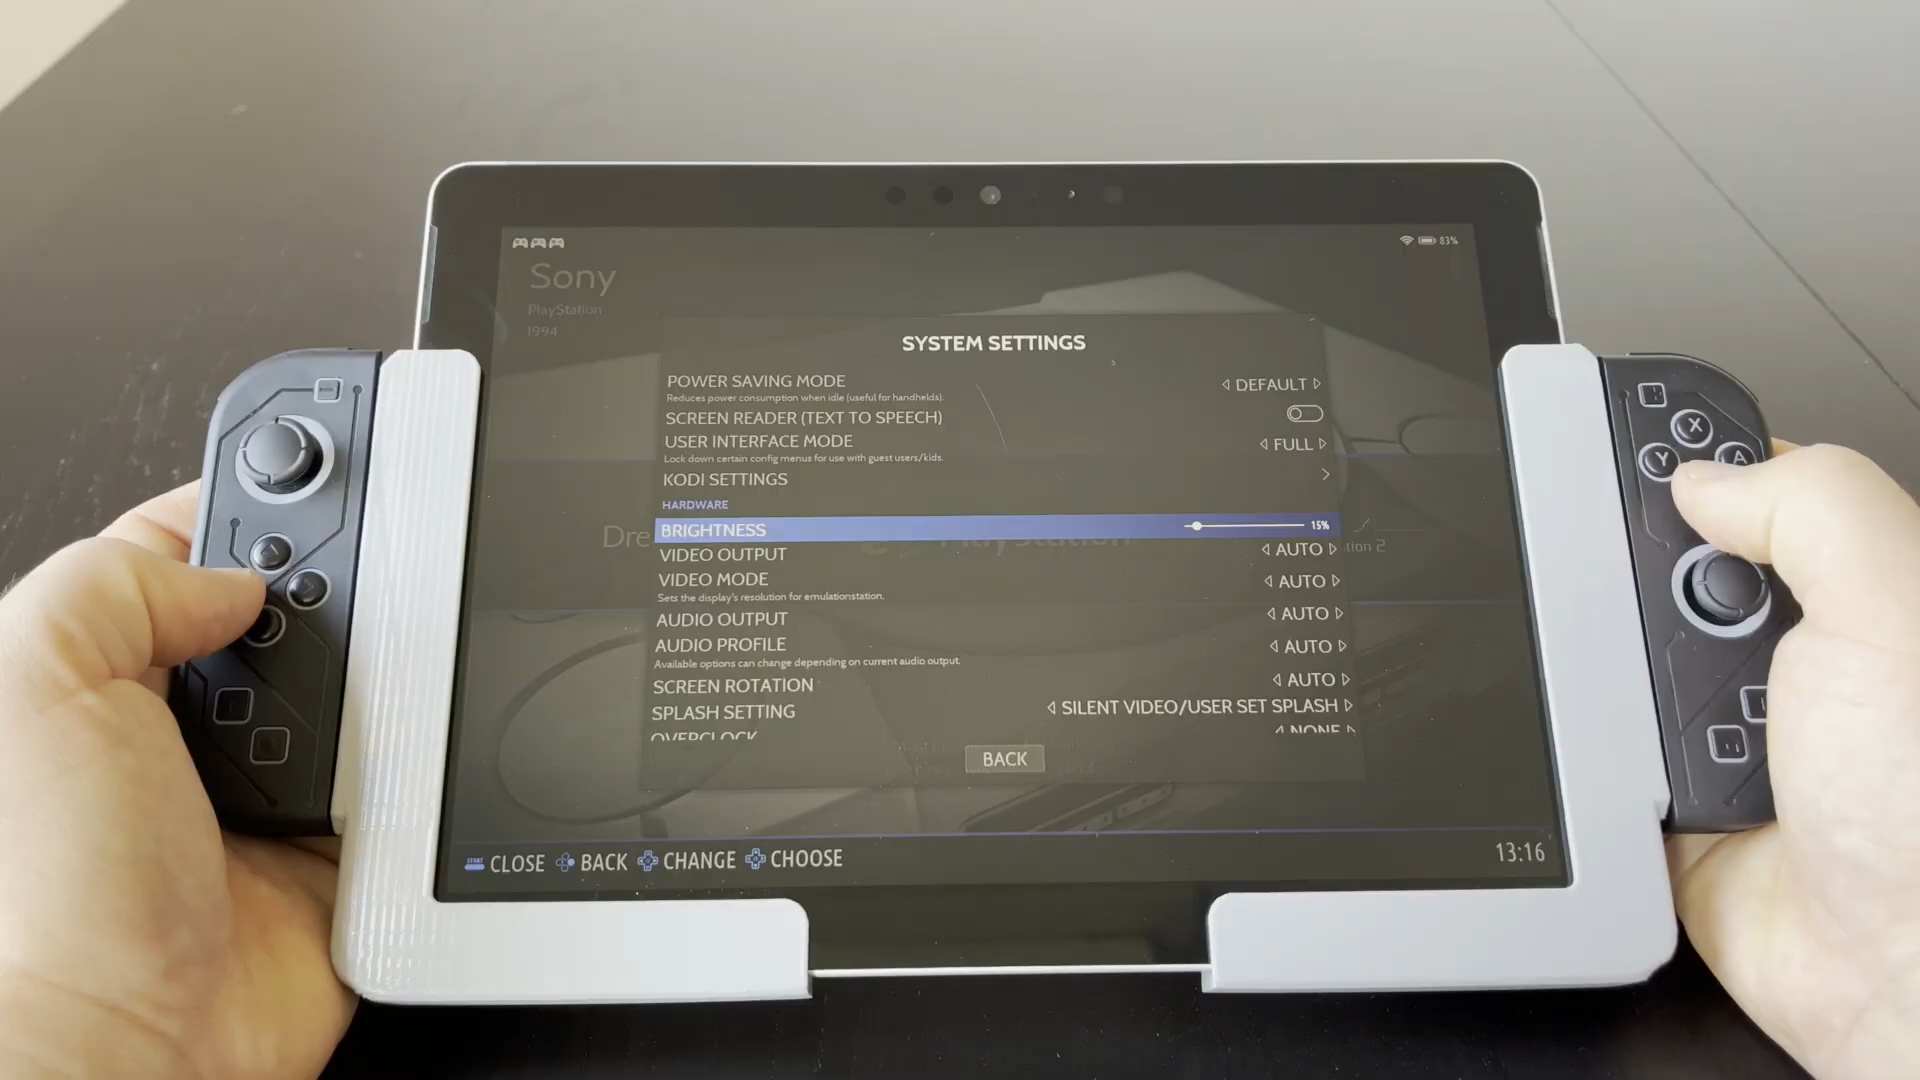 83%
Sony
PlayStation
1994
SYSTEM SETTINGS
POWER SAVING MODE DEFAULT
Reduces power consumption when idle (useful for handhelds).
SCREEN READER (TEXT TO SPEECH)
USER INTERFACE MODE FULL
Lock down certain config menus for use with guest users/kids.
KODI SETTINGS
HARDWARE
BRIGHTNESS 15%
VIDEO OUTPUT AUTO
VIDEO MODE AUTO
Sets the display's resolution for emulationstation.
AUDIO OUTPUT AUTO
AUDIO PROFILE AUTO
Available options can change depending on current audio output.
SCREEN ROTATION AUTO
SPLASH SETTING SILENT VIDEO/USER SET SPLASH
OVERCLOCK NONE
BACK
START CLOSE BACK CHANGE CHOOSE
13:16
X
Y
A